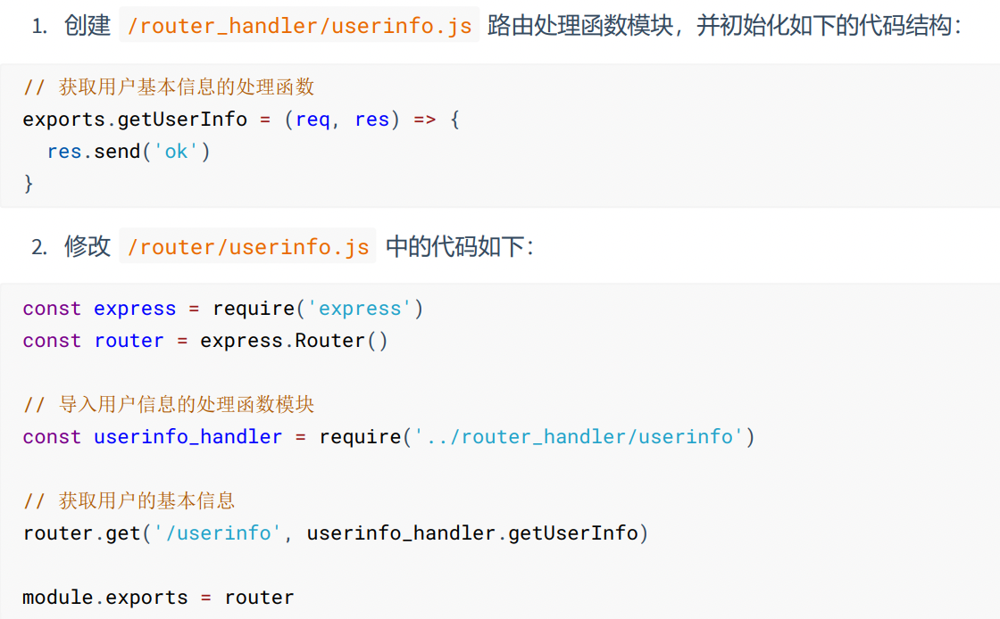 1. 创建 /router_handler/userinfo.js 路由处理函数模块，并初始化如下的代码结构：
// 获取用户基本信息的处理函数
exports.getUserInfo = (req, res) => {
  res.send('ok')
}
2. 修改 /router/userinfo.js 中的代码如下：
const express = require('express')
const router = express.Router()
// 导入用户信息的处理函数模块
const userinfo_handler = require('../router_handler/userinfo')
// 获取用户的基本信息
router.get('/userinfo', userinfo_handler.getUserInfo)
module.exports = router